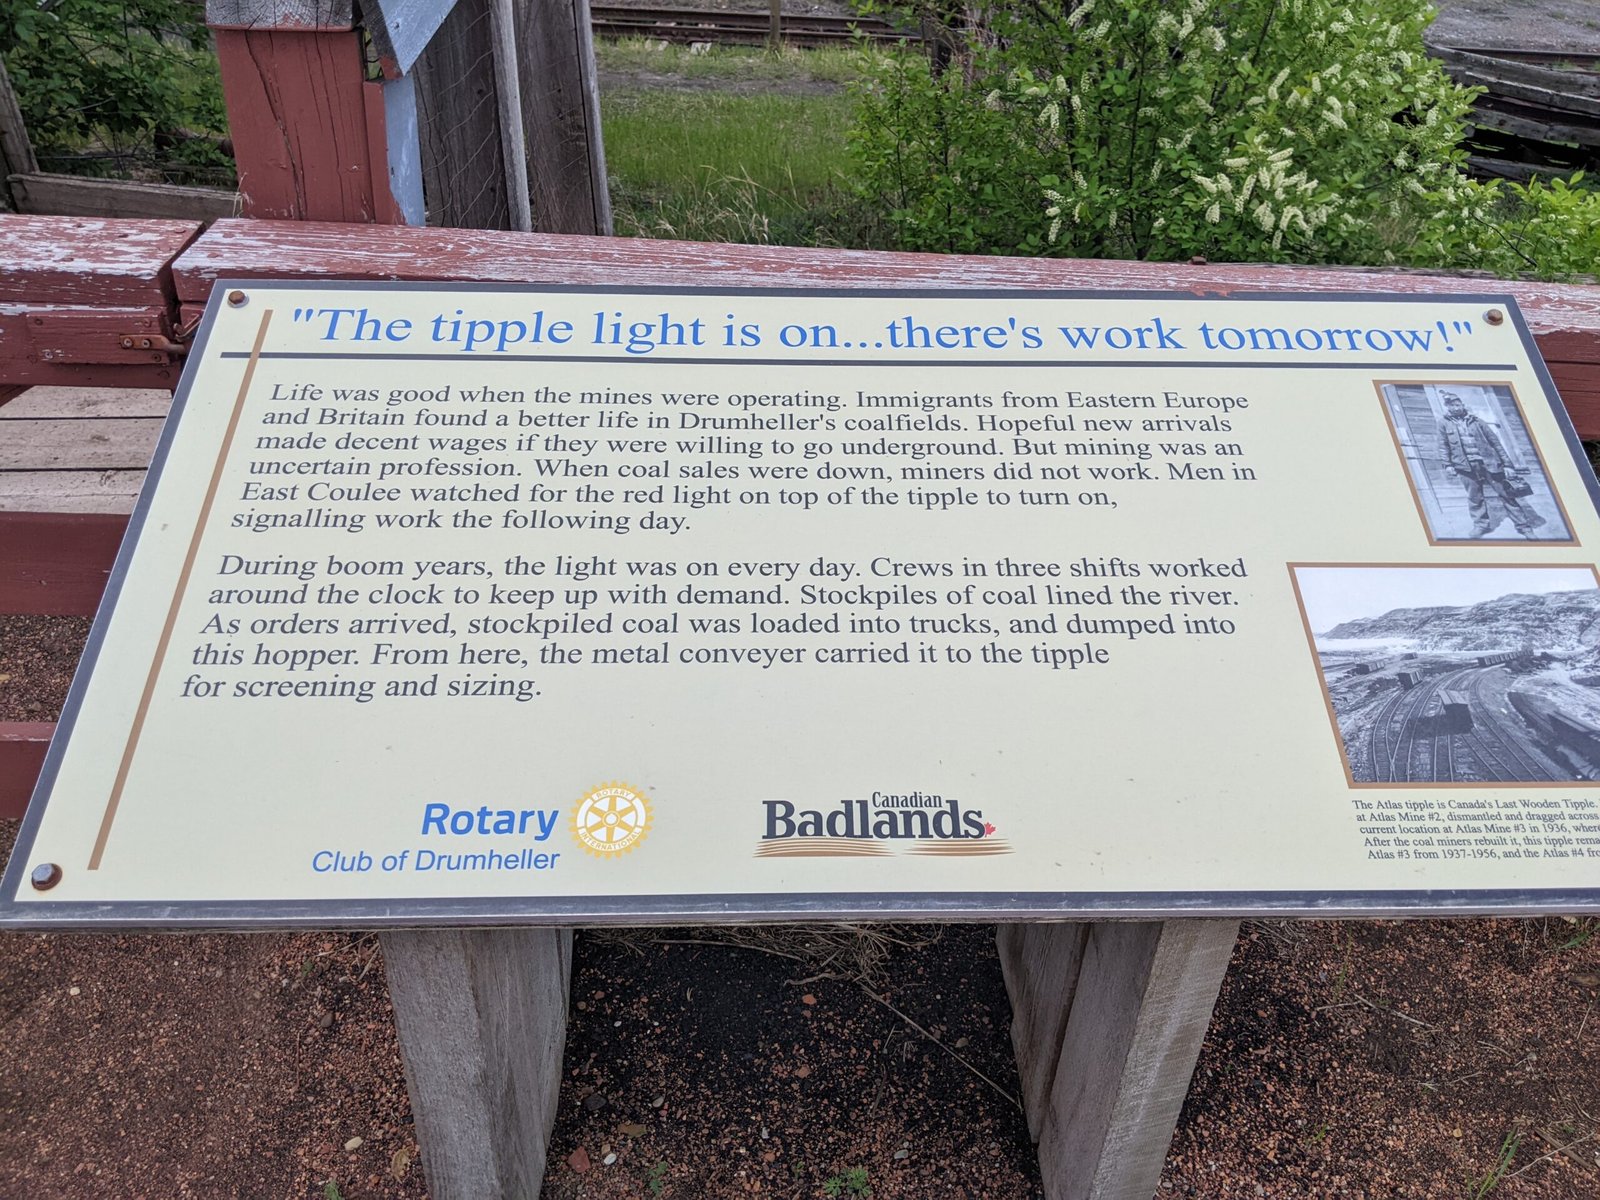 "The tipple light is on...there's work tomorrow!"
Life was good when the mines were operating. Immigrants from Eastern Europe
and Britain found a better life in Drumheller's coalfields. Hopeful new arrivals
made decent wages if they were willing to go underground. But mining was an
uncertain profession. When coal sales were down, miners did not work. Men in
East Coulee watched for the red light on top of the tipple to turn on,
signalling work the following day.
During boom years, the light was on every day. Crews in three shifts worked
around the clock to keep up with demand. Stockpiles of coal lined the river.
As orders arrived, stockpiled coal was loaded into trucks, and dumped into
this hopper. From here, the metal conveyer carried it to the tipple
for screening and sizing.
Rotary
Club of Drumheller
ROTARY
INTERNATIONAL
Canadian
Badlands
The Atlas tipple is Canada's Last Wooden Tipple.
at Atlas Mine #2, dismantled and dragged across
current location at Atlas Mine #3 in 1936, wher
After the coal miners rebuilt it, this tipple rema
Atlas #3 from 1937-1956, and the Atlas #4 fr